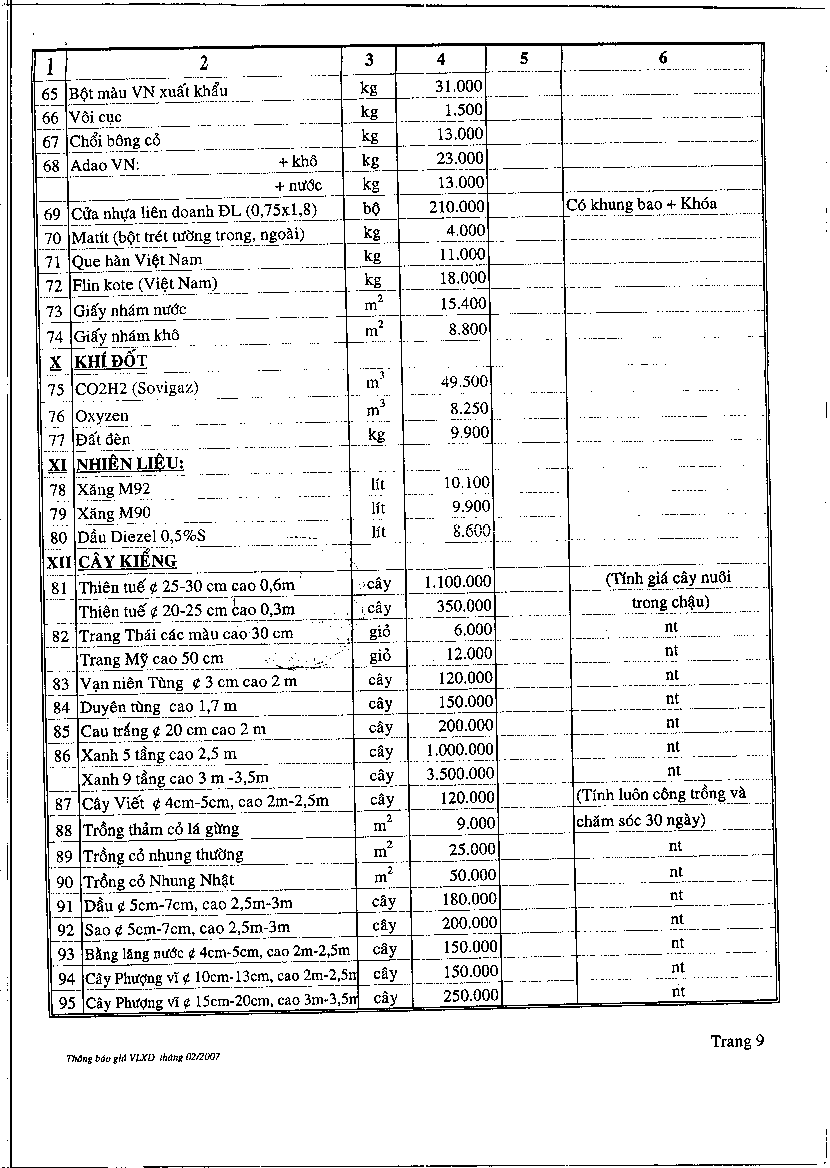 1 2 3 4 5 6
65 Bột màu VN xuất khẩu kg 31.000
66 Vôi cục kg 1.500
67 Chổi bông cỏ kg 13.000
68 Adao VN: + khô kg 23.000
+ nước kg 13.000
69 Cửa nhựa liên doanh ĐL (0,75x1,8) bộ 210.000 Có khung bao + Khóa
70 Matít (bột trét tường trong, ngoài) kg 4.000
71 Que hàn Việt Nam kg 11.000
72 Flin kote (Việt Nam) kg 18.000
73 Giấy nhám nước m² 15.400
74 Giấy nhám khô m² 8.800
X KHÍ ĐỐT
75 CO2H2 (Sovigaz) m³ 49.500
76 Oxyzen m³ 8.250
77 Đất đèn kg 9.900
XI NHIÊN LIỆU:
78 Xăng M92 lít 10.100
79 Xăng M90 lít 9.900
80 Dầu Diezel 0,5%S lít 8.600
XII CÂY KIỂNG
81 Thiên tuế ¢ 25-30 cm cao 0,6m cây 1.100.000 (Tính giá cây nuôi
Thiên tuế ¢ 20-25 cm cao 0,3m cây 350.000 trong chậu)
82 Trang Thái các màu cao 30 cm giỏ 6.000 nt
Trang Mỹ cao 50 cm giỏ 12.000 nt
83 Vạn niên Tùng ¢ 3 cm cao 2 m cây 120.000 nt
84 Duyên tùng cao 1,7 m cây 150.000 nt
85 Cau trắng ¢ 20 cm cao 2 m cây 200.000 nt
86 Xanh 5 tầng cao 2,5 m cây 1.000.000 nt
Xanh 9 tầng cao 3 m -3,5m cây 3.500.000 nt
87 Cây Viết ¢ 4cm-5cm, cao 2m-2,5m cây 120.000 (Tính luôn công trồng và
88 Trồng thảm cỏ lá gừng m² 9.000 chăm sóc 30 ngày)
89 Trồng cỏ nhung thường m² 25.000 nt
90 Trồng cỏ Nhung Nhật m² 50.000 nt
91 Dầu ¢ 5cm-7cm, cao 2,5m-3m cây 180.000 nt
92 Sao ¢ 5cm-7cm, cao 2,5m-3m cây 200.000 nt
93 Bằng lăng nước ¢ 4cm-5cm, cao 2m-2,5m cây 150.000 nt
94 Cây Phượng vĩ ¢ 10cm-13cm, cao 2m-2,5m cây 150.000 nt
95 Cây Phượng vĩ ¢ 15cm-20cm, cao 3m-3,5m cây 250.000 nt
Trang 9
Thông báo giá VLXD tháng 02/2007